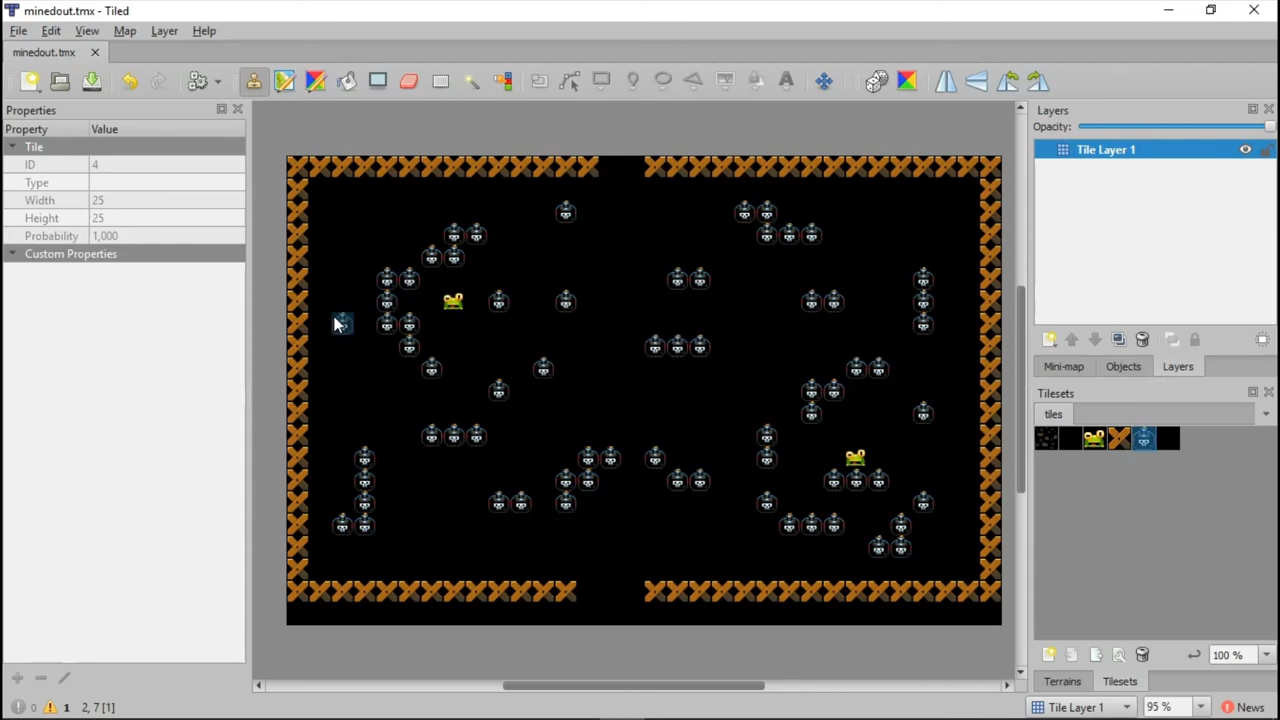 minedout.tmx - Tiled
File Edit View Map Layer Help
minedout.tmx
Properties
Property Value
Tile
ID 4
Type
Width 25
Height 25
Probability 1,000
Custom Properties
Layers
Opacity:
Tile Layer 1
Mini-map Objects Layers
Tilesets
tiles
100 %
Terrains Tilesets
0 1 2, 7 [1]
Tile Layer 1 95 % News